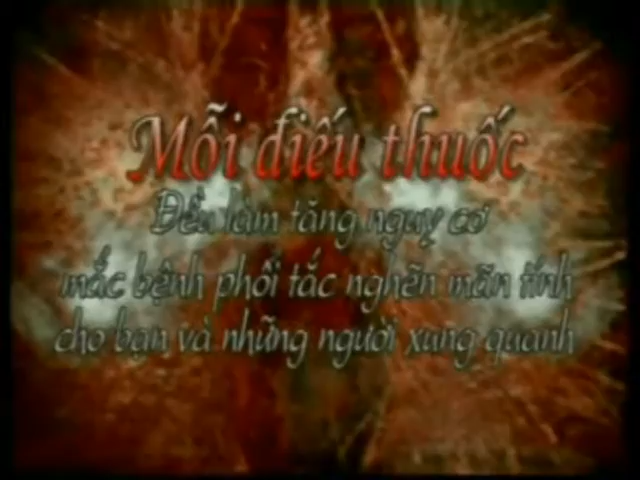 Mỗi điếu thuốc
Đều làm tăng nguy cơ
mắc bệnh phổi tắc nghẽn mãn tính
cho bạn và những người xung quanh